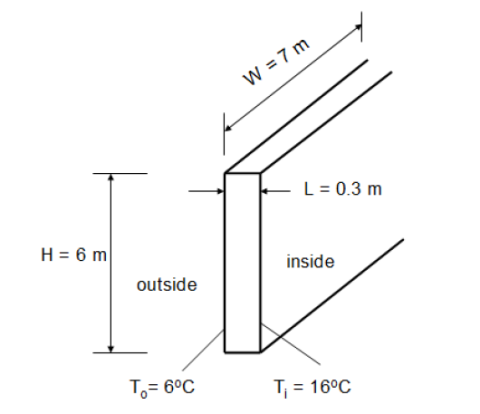 W = 7 m
L = 0.3 m
H = 6 m
inside
outside
Tₒ= 6ºC
Tᵢ = 16ºC